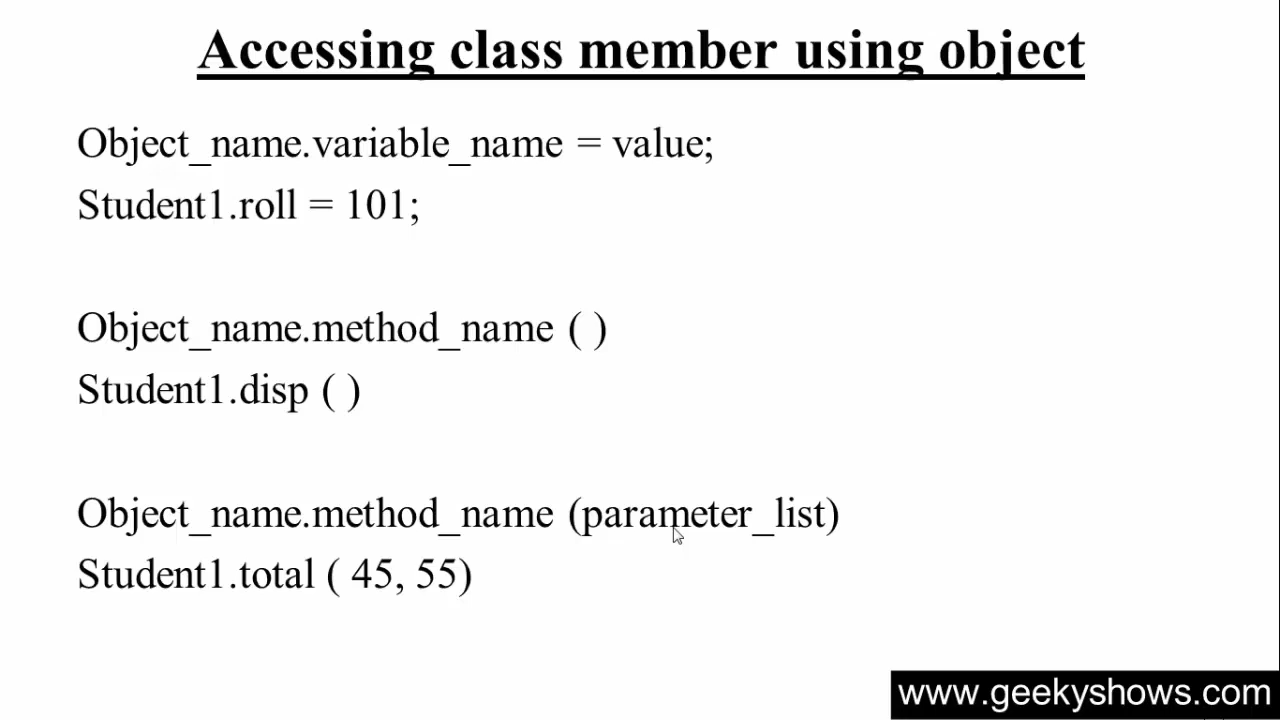 Accessing class member using object
Object_name.variable_name = value;
Student1.roll = 101;
Object_name.method_name ( )
Student1.disp ( )
Object_name.method_name (parameter_list)
Student1.total ( 45, 55)
www.geekyshows.com